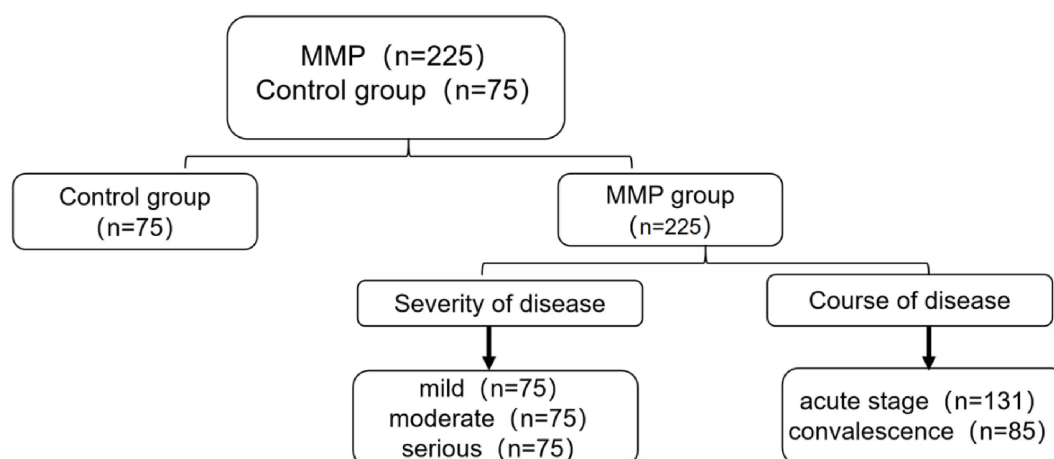 MMP（n=225）
Control group（n=75）
Control group
（n=75）
MMP group
（n=225）
Severity of disease
Course of disease
mild（n=75）
moderate（n=75）
serious（n=75）
acute stage（n=131）
convalescence（n=85）